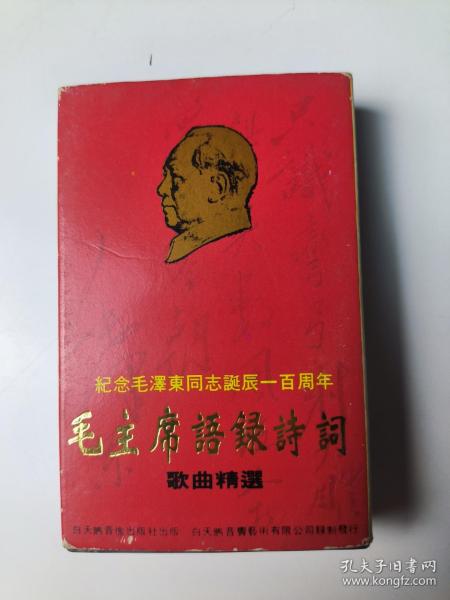 紀念毛澤東同志誕辰一百周年
毛主席語錄詩詞
歌曲精選
白天鹅音像出版社出版 白天鹅音響藝術有限公司錄制發行
孔夫子旧书网
www.kongfz.com